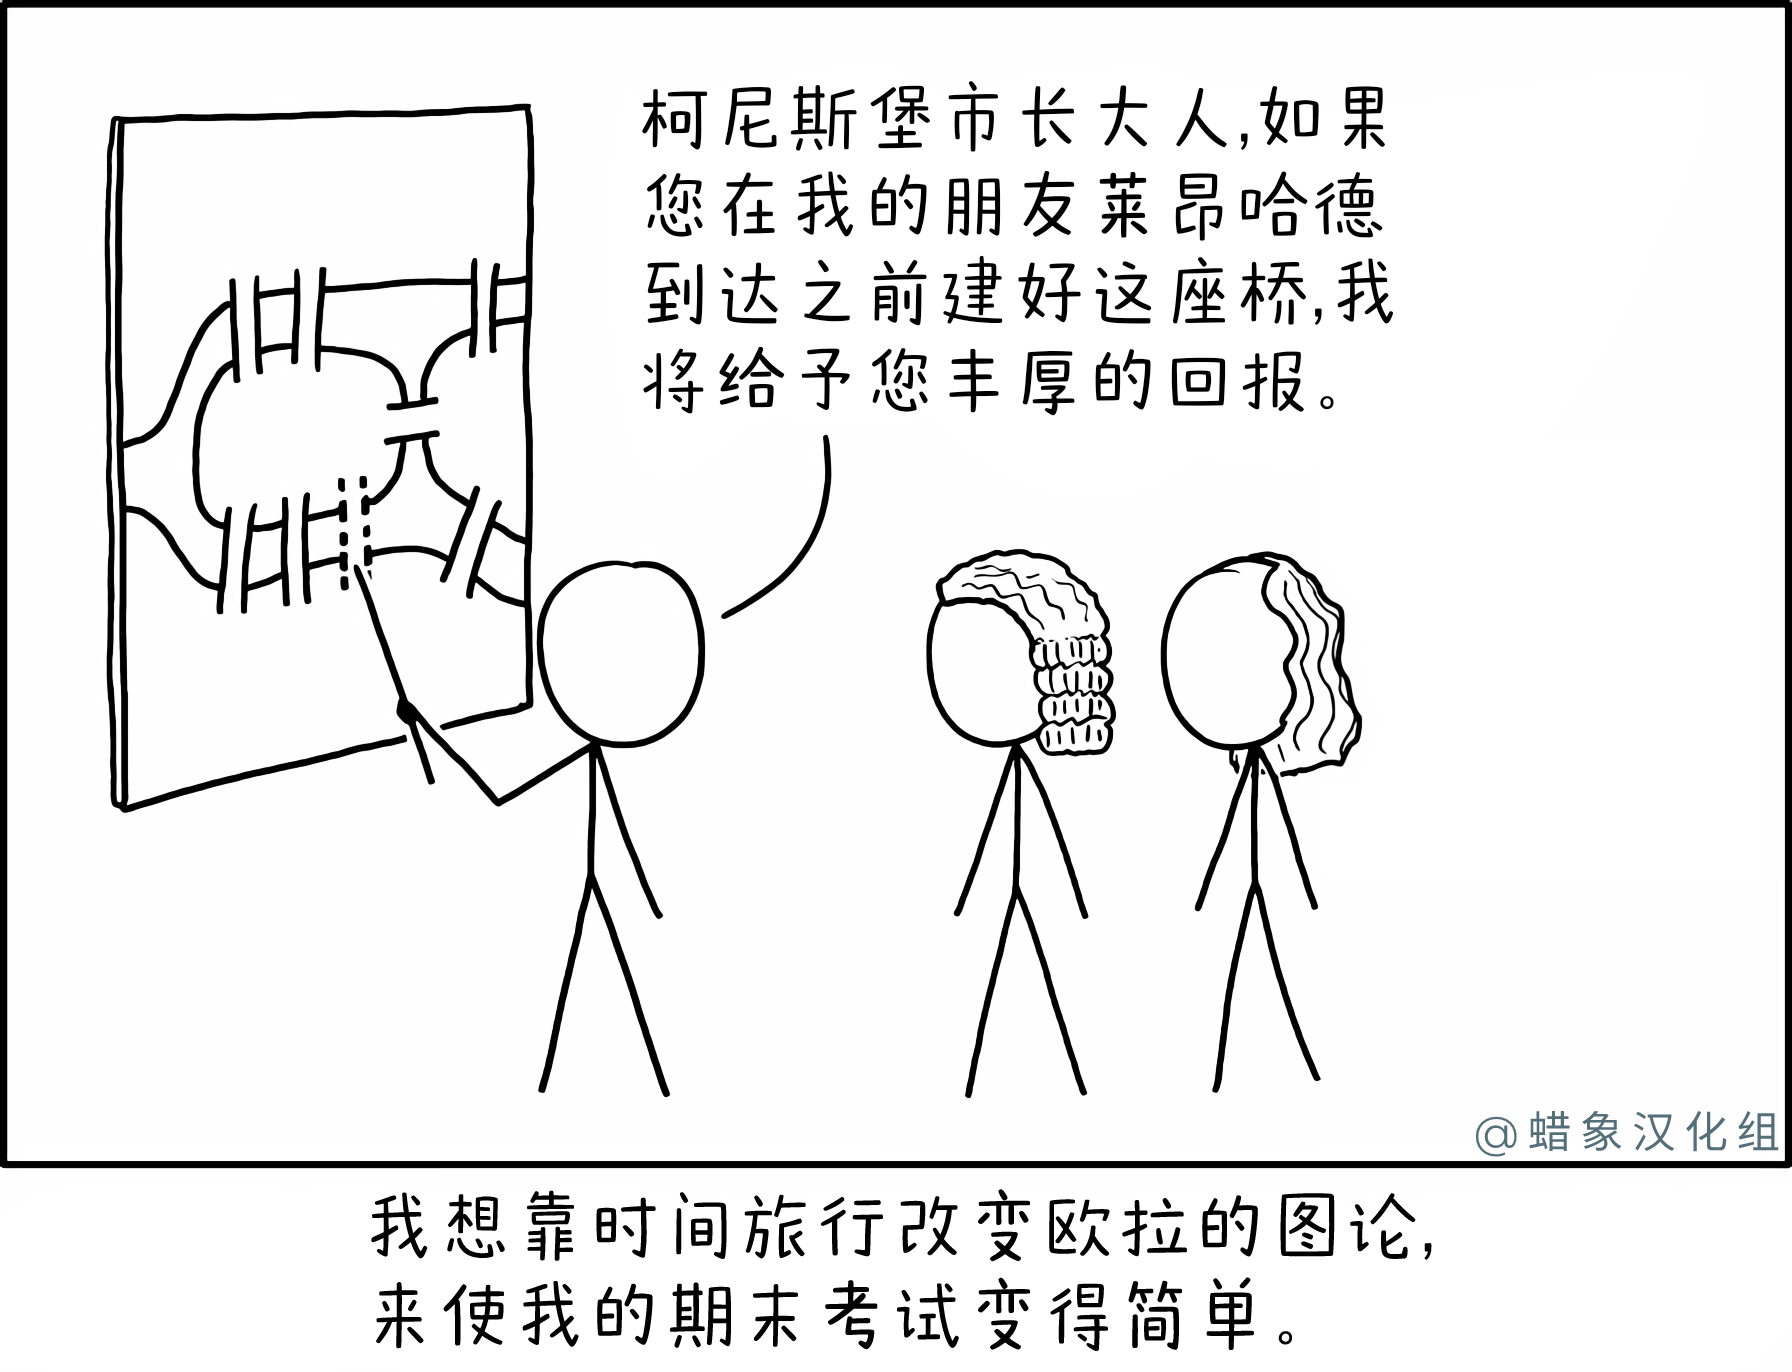 柯尼斯堡市长大人,如果
您在我的朋友莱昂哈德
到达之前建好这座桥,我
将给予您丰厚的回报。
@蜡象汉化组
我想靠时间旅行改变欧拉的图论,
来使我的期末考试变得简单。